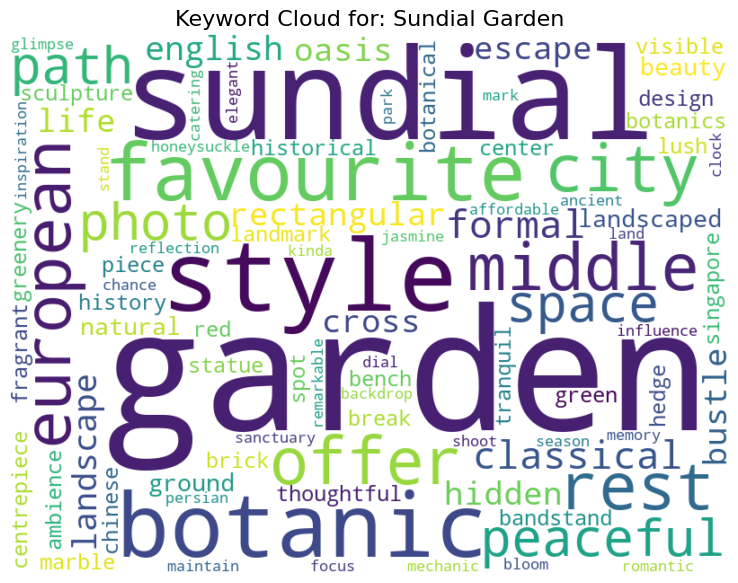 Keyword Cloud for: Sundial Garden
glimpse
path
english
oasis
escape
visible
beauty
sculpture
sundial
catering
elegant
park
botanical
mark
design
botanics
life
honeysuckle
historical
center
lush
clock
inspiration
european
stand
favourite
city
photo
rectangular
landmark
formal
affordable
ancient
landscaped
land
greenery
reflection
kinda
jasmine
piece
chance
history
style
middle
space
singapore
fragrant
natural
red
cross
influence
garden
statue
spot
remarkable
dial
bench
backdrop
break
tranquil
green
hedge
bustle
landscape
sanctuary
shoot
season
memory
centrepiece
ambience
chinese
brick
offer
classical
ground
persian
thoughtful
hidden
rest
botanic
bandstand
peaceful
marble
maintain
focus
mechanic
bloom
romantic